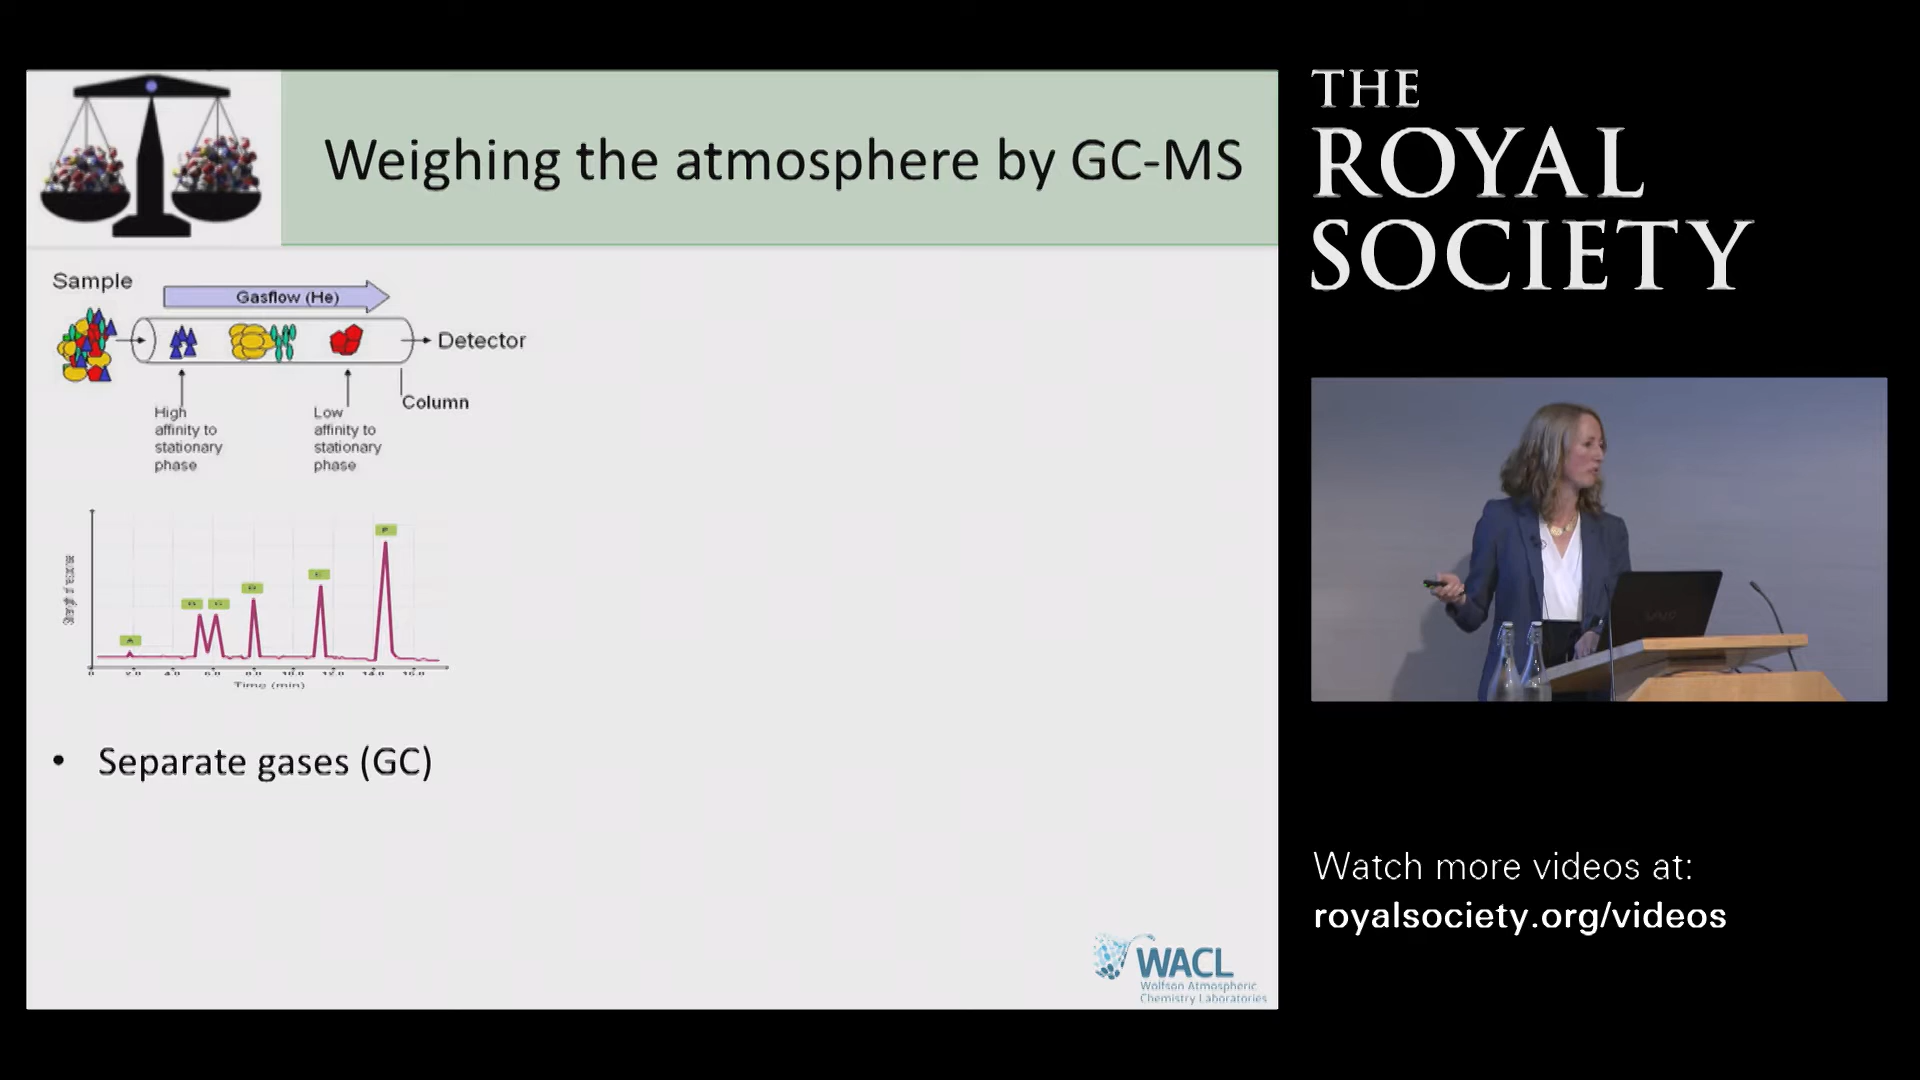 Weighing the atmosphere by GC-MS
Sample
Gasflow (He)
Detector
High
affinity to
stationary
phase
Low
affinity to
stationary
phase
Column
Time (min)
• Separate gases (GC)
WACL
Wolfson Atmospheric
Chemistry Laboratories
THE
ROYAL
SOCIETY
Watch more videos at:
royalsociety.org/videos